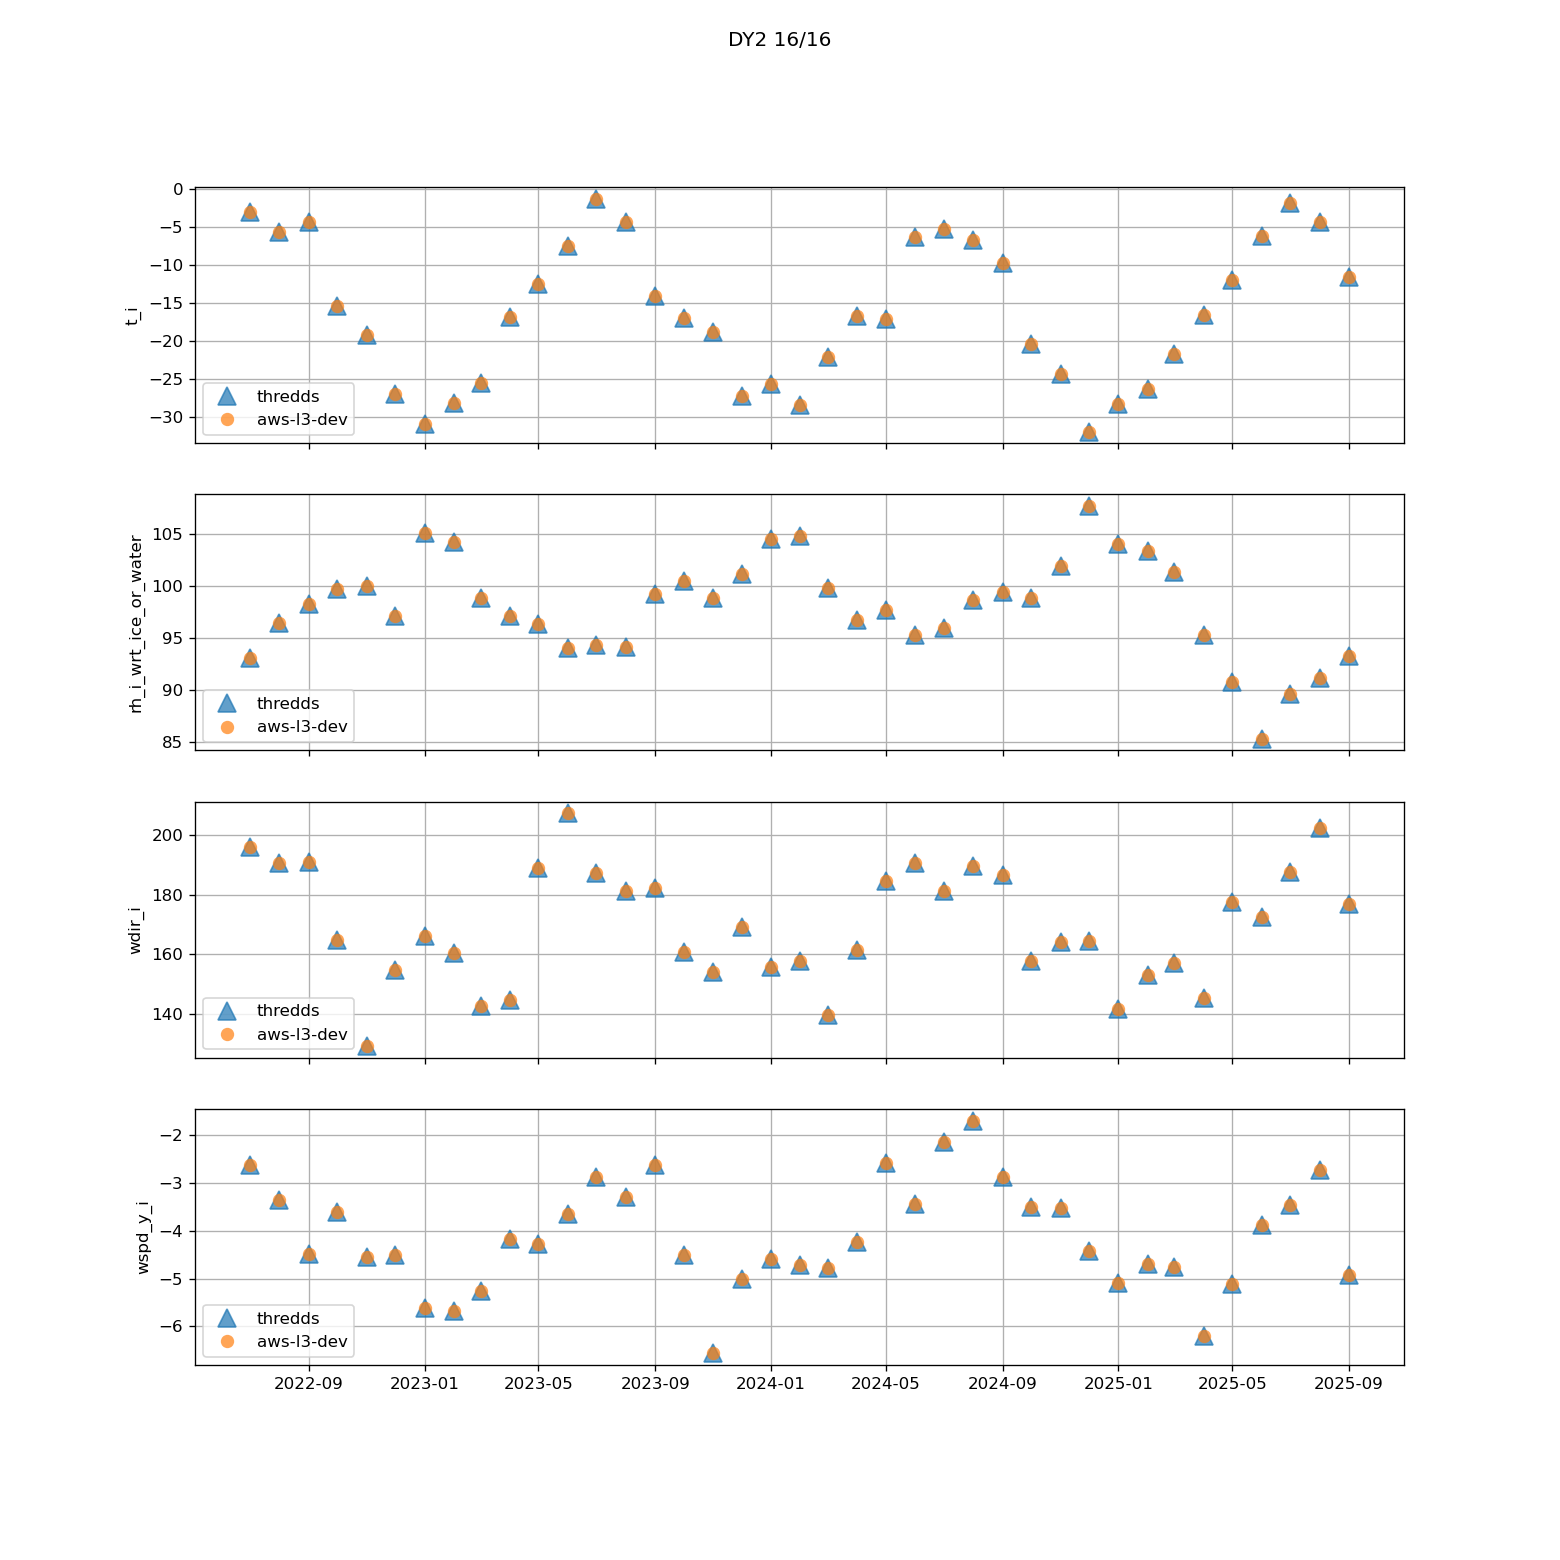 DY2 16/16
0
−5
−10
−15
−20
−25
−30
t_i
thredds
aws-l3-dev
105
100
95
90
85
rh_i_wrt_ice_or_water
thredds
aws-l3-dev
200
180
160
140
wdir_i
thredds
aws-l3-dev
−2
−3
−4
−5
−6
wspd_y_i
thredds
aws-l3-dev
2022-09 2023-01 2023-05 2023-09 2024-01 2024-05 2024-09 2025-01 2025-05 2025-09